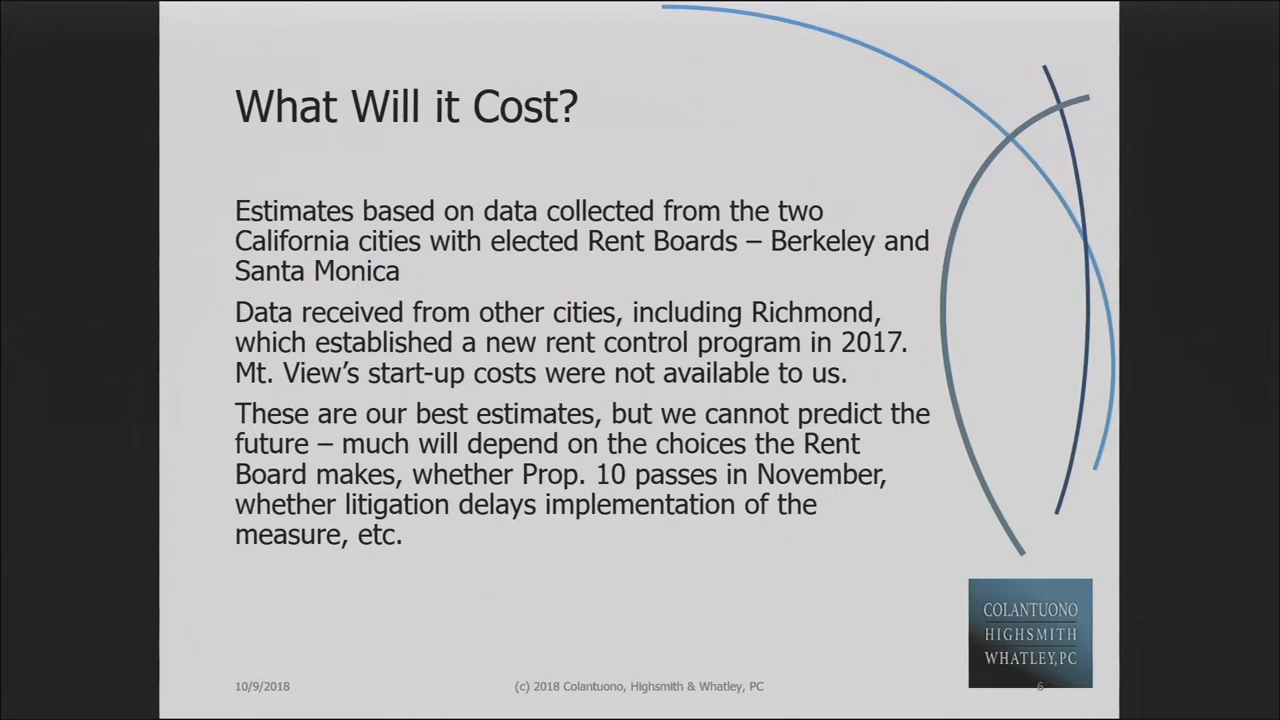 What Will it Cost?
Estimates based on data collected from the two
California cities with elected Rent Boards – Berkeley and
Santa Monica
Data received from other cities, including Richmond,
which established a new rent control program in 2017.
Mt. View’s start-up costs were not available to us.
These are our best estimates, but we cannot predict the
future – much will depend on the choices the Rent
Board makes, whether Prop. 10 passes in November,
whether litigation delays implementation of the
measure, etc.
COLANTUONO
HIGHSMITH
WHATLEY, PC
10/9/2018
(c) 2018 Colantuono, Highsmith & Whatley, PC
6